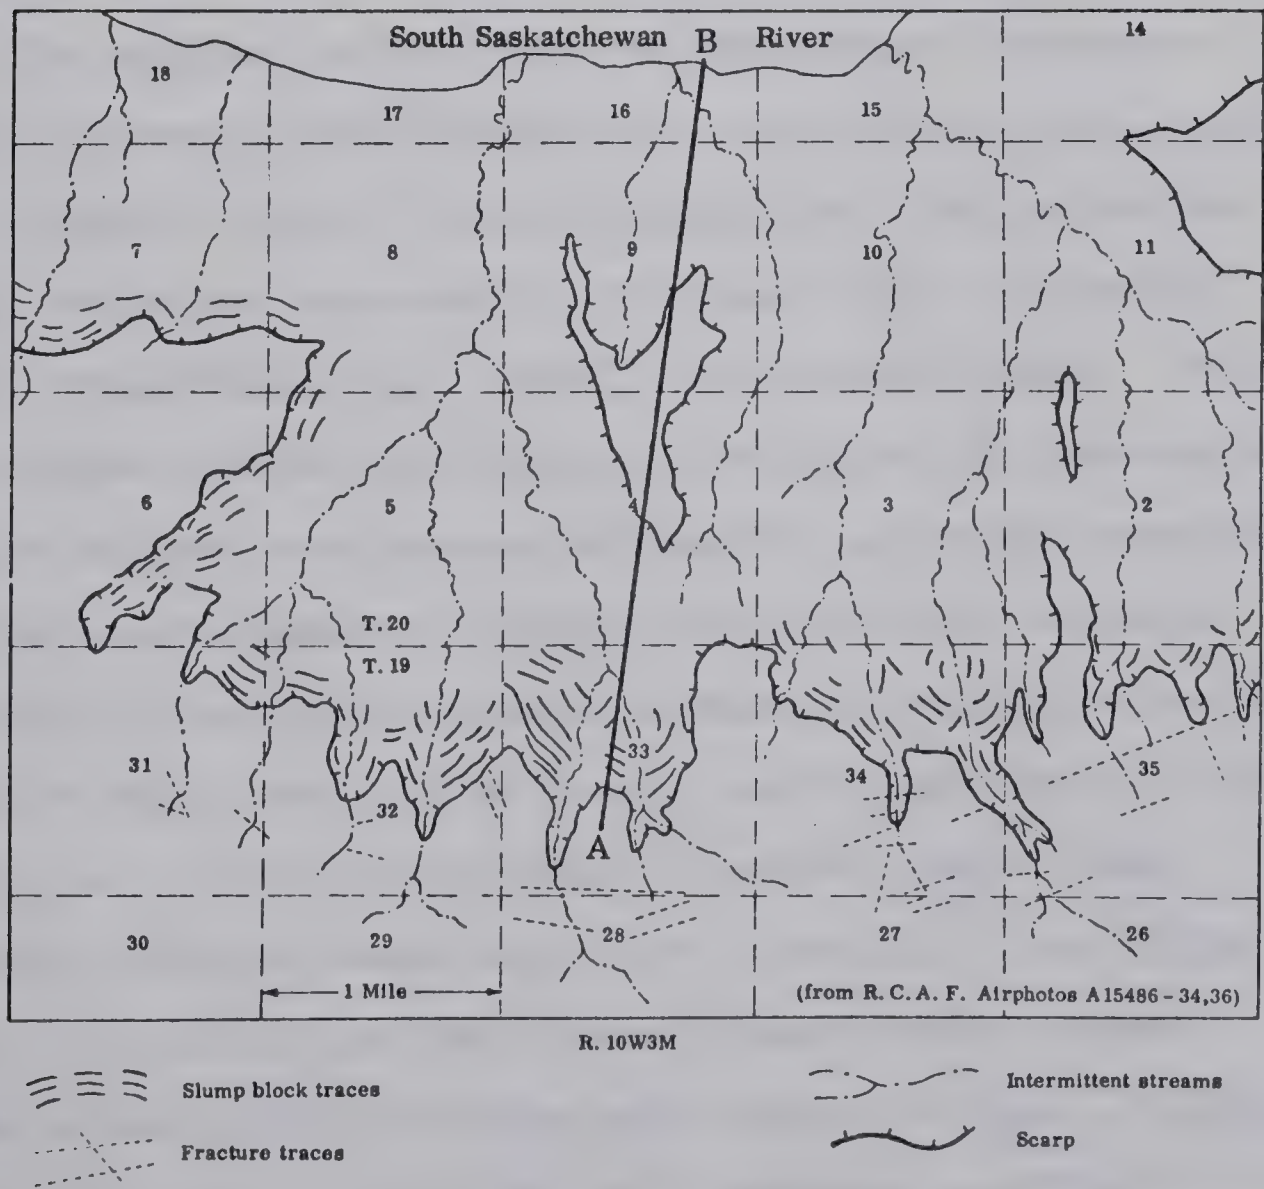 South Saskatchewan B River
14
18
17
16
15
7
8
9
10
11
6
5
4
3
2
T. 20
T. 19
31
32
33
34
35
A
30
29
28
27
26
1 Mile
(from R. C. A. F. Airphotos A15486-34,36)
R. 10W3M
Slump block traces
Intermittent streams
Fracture traces
Scarp